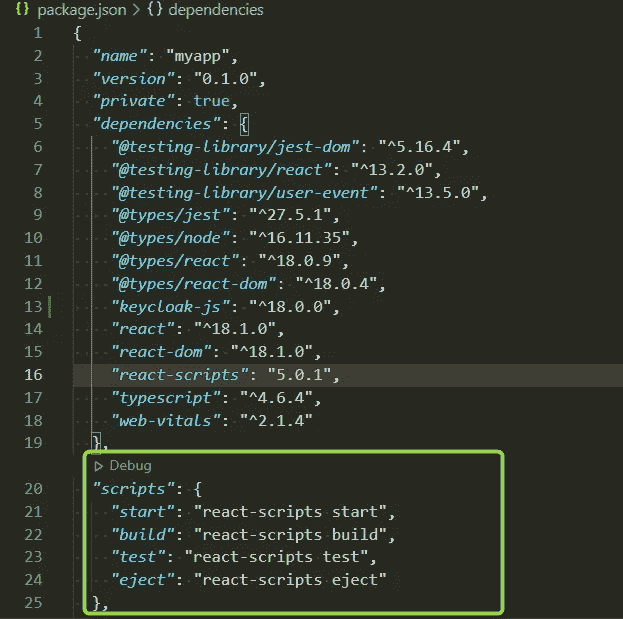 {} package.json > {} dependencies
1 {
2 "name": "myapp",
3 "version": "0.1.0",
4 "private": true,
5 "dependencies": {
6 "@testing-library/jest-dom": "^5.16.4",
7 "@testing-library/react": "^13.2.0",
8 "@testing-library/user-event": "^13.5.0",
9 "@types/jest": "^27.5.1",
10 "@types/node": "^16.11.35",
11 "@types/react": "^18.0.9",
12 "@types/react-dom": "^18.0.4",
13 "keycloak-js": "^18.0.0",
14 "react": "^18.1.0",
15 "react-dom": "^18.1.0",
16 "react-scripts": "5.0.1",
17 "typescript": "^4.6.4",
18 "web-vitals": "^2.1.4"
19 },
Debug
20 "scripts": {
21 "start": "react-scripts start",
22 "build": "react-scripts build",
23 "test": "react-scripts test",
24 "eject": "react-scripts eject"
25 },